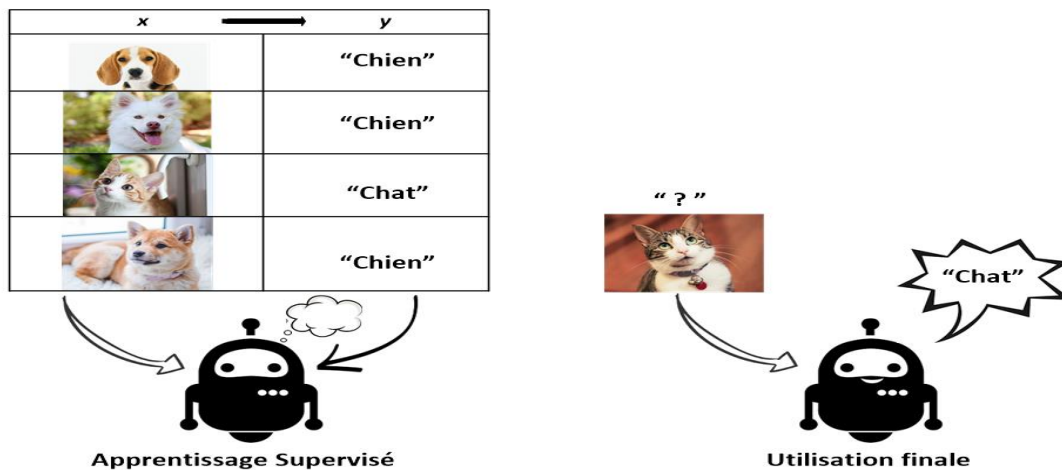 x y
“Chien”
“Chien”
“Chat”
“Chien”
“ ? ”
“Chat”
Apprentissage Supervisé
Utilisation finale